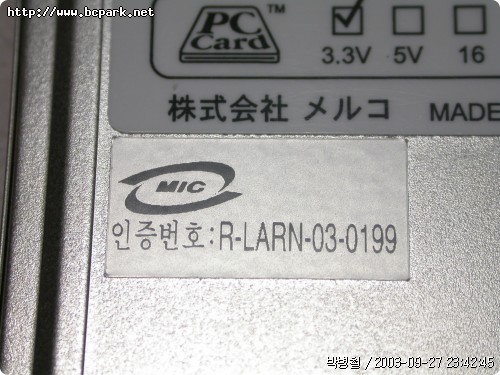 http://www.bcpark.net
PC Card™
3.3V 5V 16
株式会社 メルコ MADE
MIC
인증번호:R-LARN-03-0199
박병철 / 2003-09-27 23:42:45